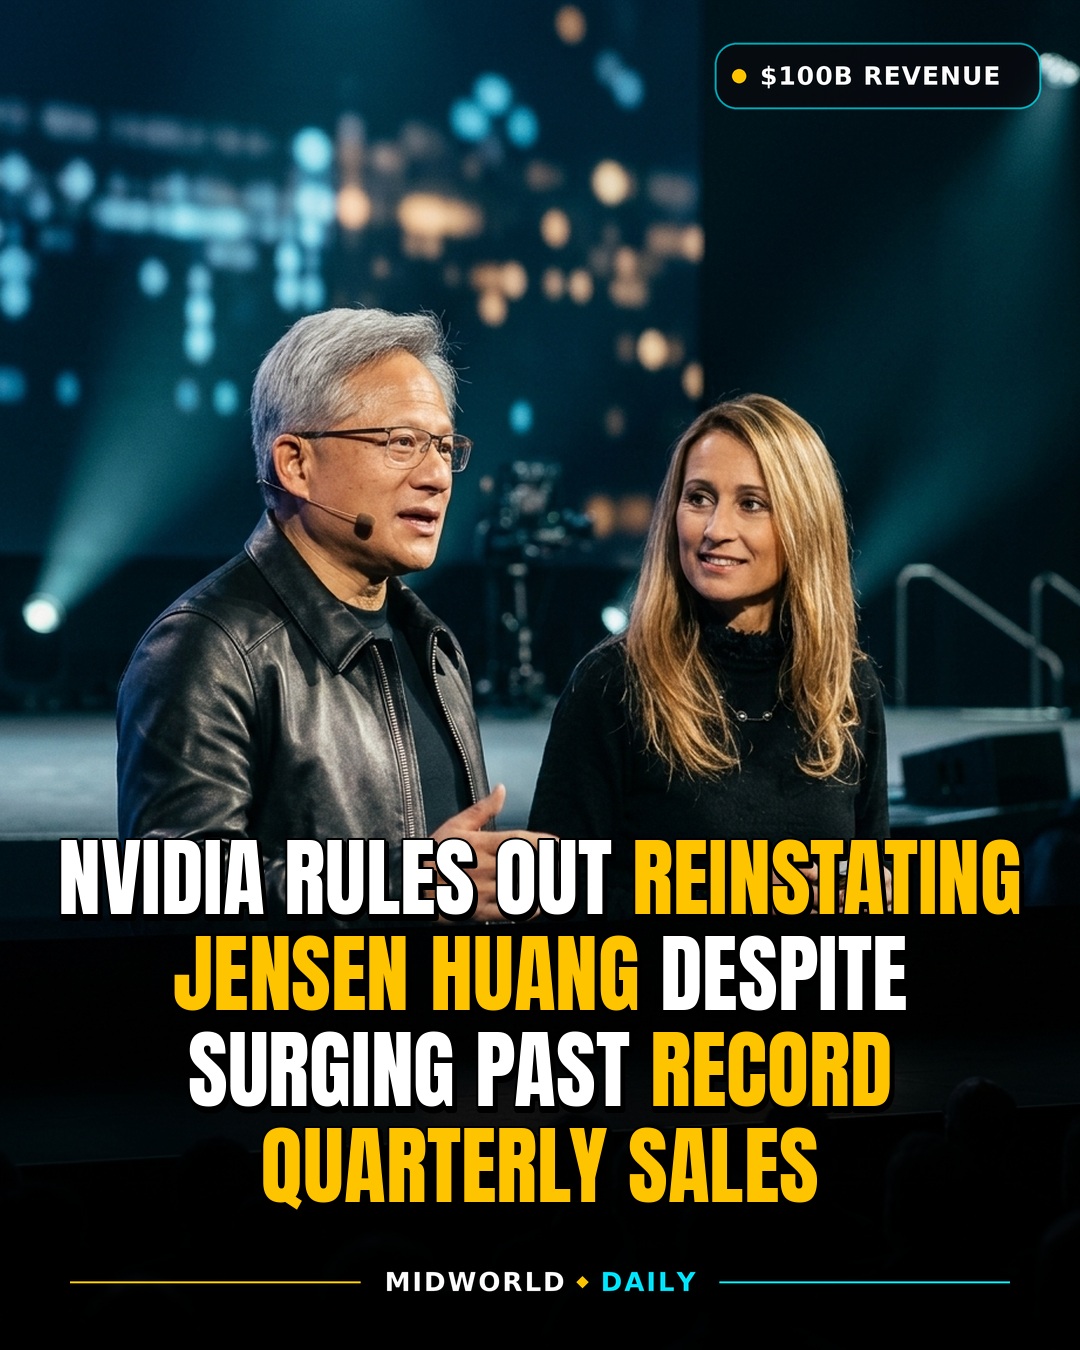 $100B REVENUE
NVIDIA RULES OUT REINSTATING
JENSEN HUANG DESPITE
SURGING PAST RECORD
QUARTERLY SALES
MIDWORLD ◆ DAILY